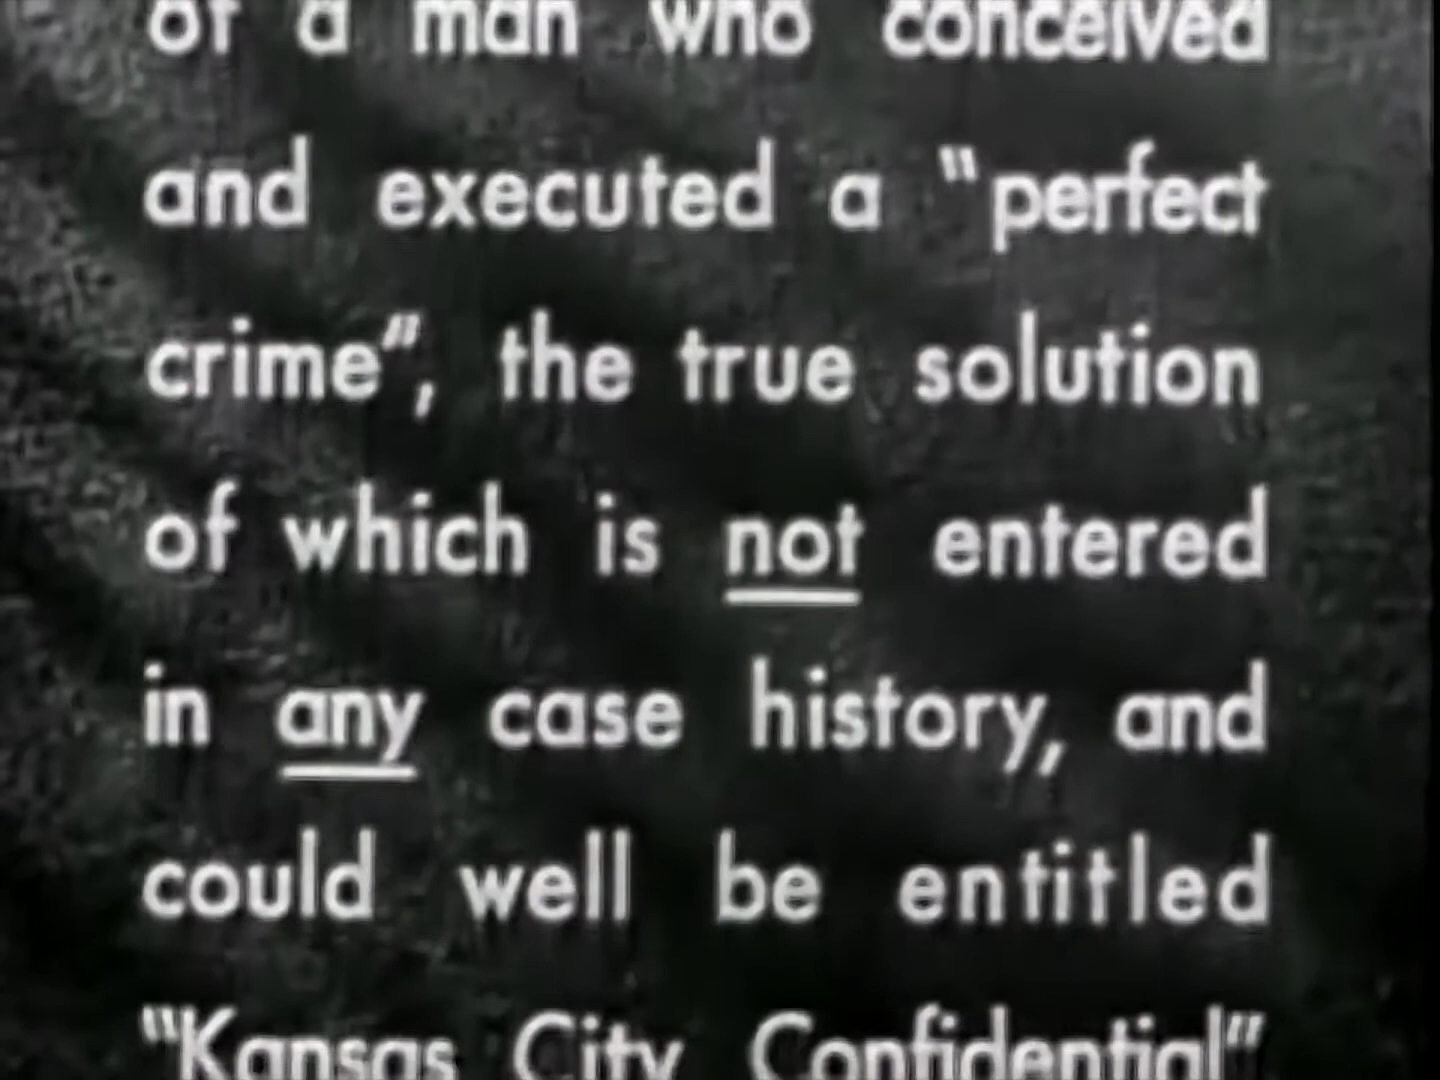 of a man who conceived
and executed a "perfect
crime", the true solution
of which is not entered
in any case history, and
could well be entitled
"Kansas City Confidential"